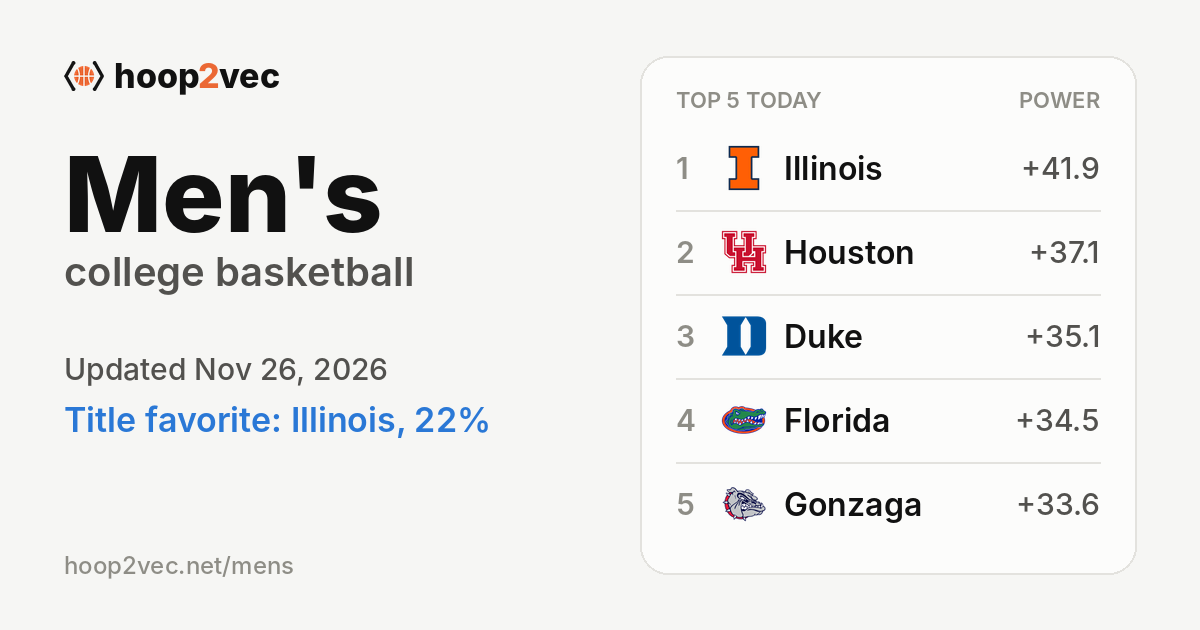 hoop2vec
Men's
college basketball
Updated Nov 26, 2026
Title favorite: Illinois, 22%
hoop2vec.net/mens
TOP 5 TODAY POWER
1 Illinois +41.9
2 Houston +37.1
3 Duke +35.1
4 Florida +34.5
5 Gonzaga +33.6